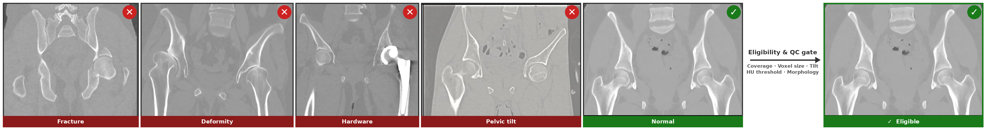 ✕
✕
✕
✕
✓
✓
Fracture
Deformity
Hardware
Pelvic tilt
Normal
Eligibility & QC gate
Coverage · Voxel size · Tilt
HU threshold · Morphology
✓ Eligible